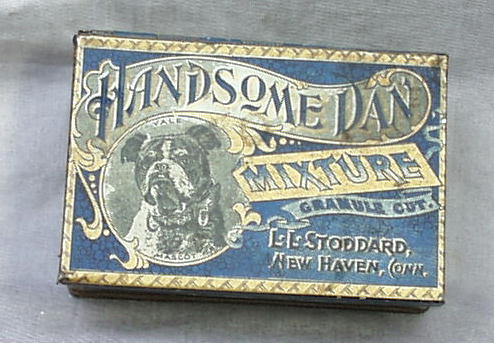 HANDSOME DAN
YALE
MASCOT
MIXTURE
GRANULE CUT.
L.L. STODDARD,
NEW HAVEN, CONN.